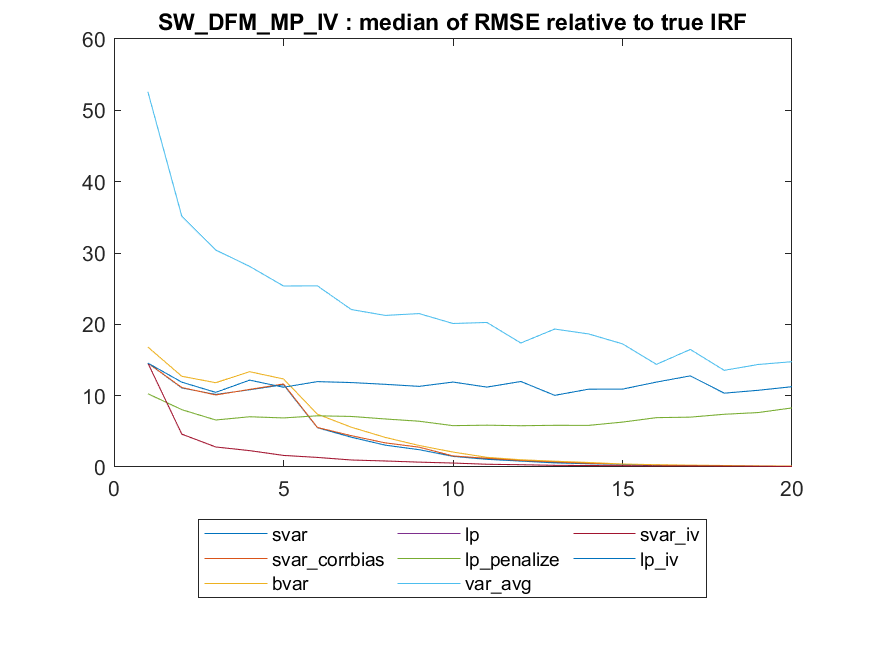 SW_DFM_MP_IV : median of RMSE relative to true IRF
60
50
40
30
20
10
0
0 5 10 15 20
svar lp svar_iv
svar_corrbias lp_penalize lp_iv
bvar var_avg